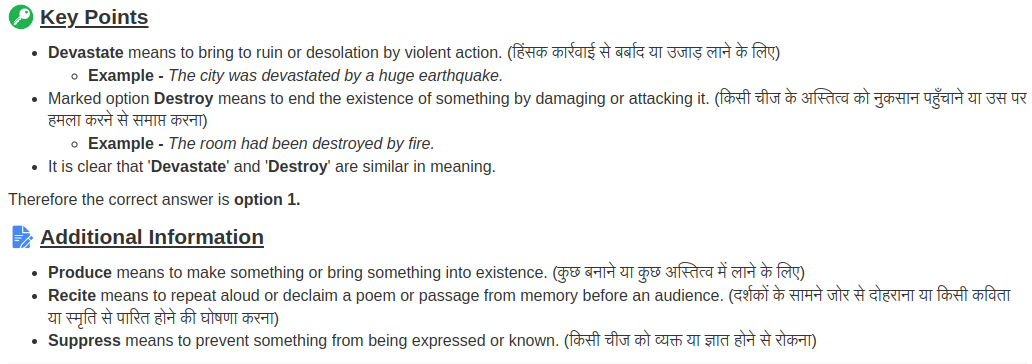 Key Points
Devastate means to bring to ruin or desolation by violent action. (हिंसक कार्रवाई से बर्बाद या उजाड़ लाने के लिए)
Example - The city was devastated by a huge earthquake.
Marked option Destroy means to end the existence of something by damaging or attacking it. (किसी चीज के अस्तित्व को नुकसान पहुँचाने या उस पर
हमला करने से समाप्त करना)
Example - The room had been destroyed by fire.
It is clear that 'Devastate' and 'Destroy' are similar in meaning.
Therefore the correct answer is option 1.
Additional Information
Produce means to make something or bring something into existence. (कुछ बनाने या कुछ अस्तित्व में लाने के लिए)
Recite means to repeat aloud or declaim a poem or passage from memory before an audience. (दर्शकों के सामने जोर से दोहराना या किसी कविता
या स्मृति से पारित होने की घोषणा करना)
Suppress means to prevent something from being expressed or known. (किसी चीज को व्यक्त या ज्ञात होने से रोकना)